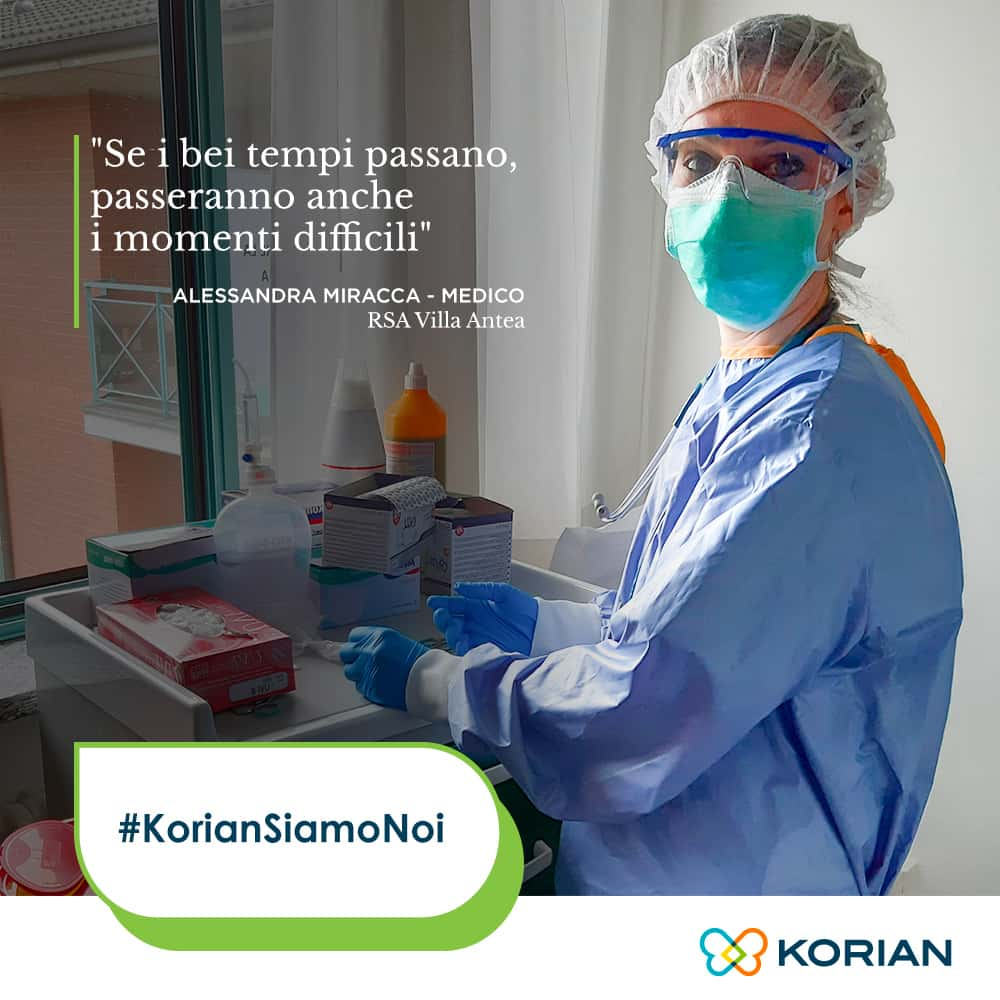 "Se i bei tempi passano,
passeranno anche
i momenti difficili"
ALESSANDRA MIRACCA - MEDICO
RSA Villa Antea
#KorianSiamoNoi
KORIAN